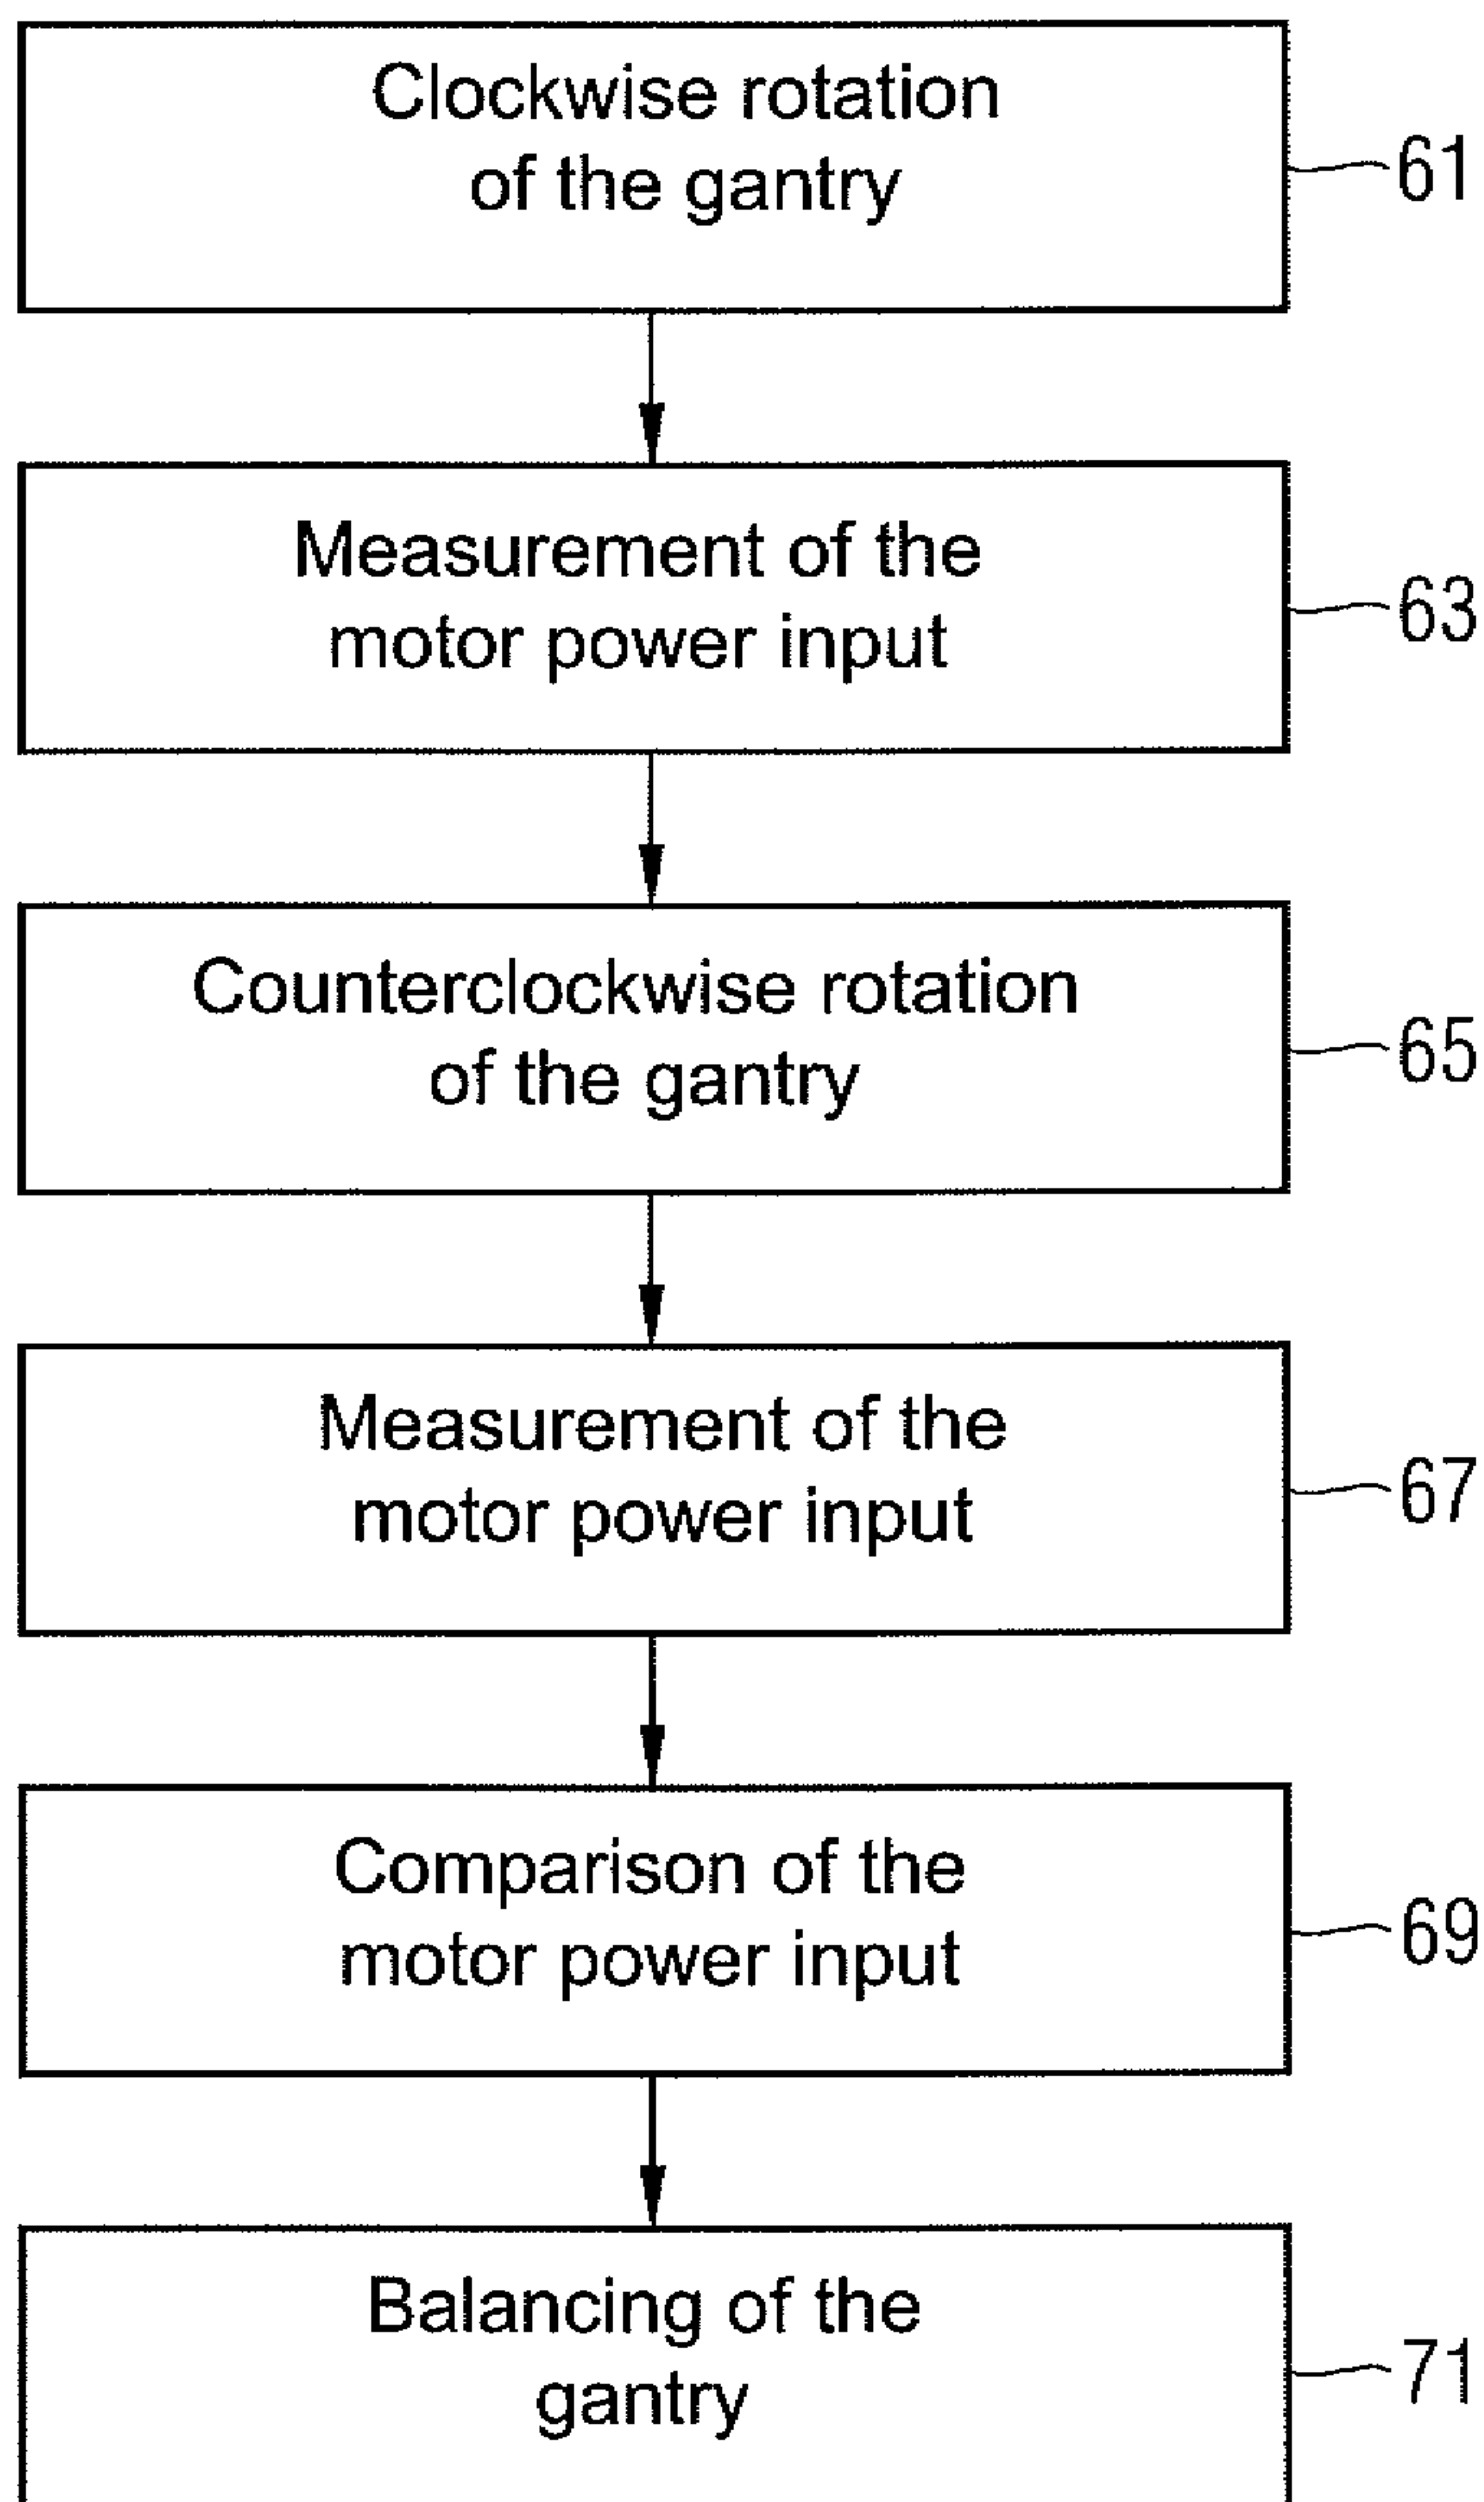 Clockwise rotation
of the gantry
61
Measurement of the
motor power input
63
Counterclockwise rotation
of the gantry
65
Measurement of the
motor power input
67
Comparison of the
motor power input
69
Balancing of the
gantry
71